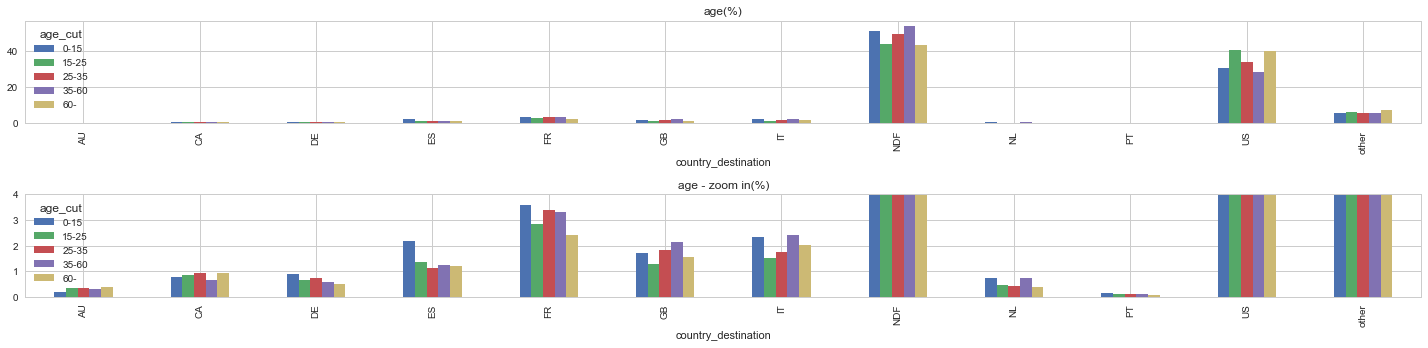 age(%)
age_cut
0-15
15-25
25-35
35-60
60-
40
20
0
AU CA DE ES FR GB IT NDF NL PT US other
country_destination
age - zoom in(%)
age_cut
0-15
15-25
25-35
35-60
60-
4
3
2
1
0
AU CA DE ES FR GB IT NDF NL PT US other
country_destination